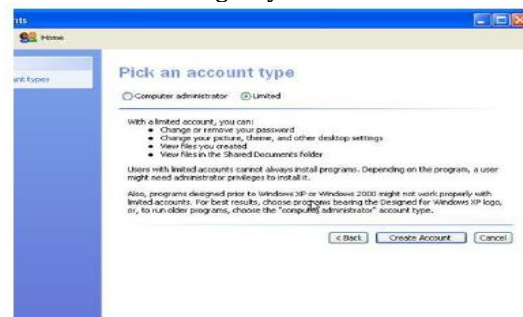 nts
Home
unt types
Pick an account type
Computer administrator Limited
With a limited account, you can:
Change or remove your password
Change your picture, theme, and other desktop settings
View files you created
View files in the Shared Documents folder
Users with limited accounts cannot always install programs. Depending on the program, a user
might need administrator privileges to install it.
Also, programs designed prior to Windows XP or Windows 2000 might not work properly with
limited accounts. For best results, choose programs bearing the Designed for Windows XP logo,
or, to run older programs, choose the "computer administrator" account type.
< Back Create Account Cancel